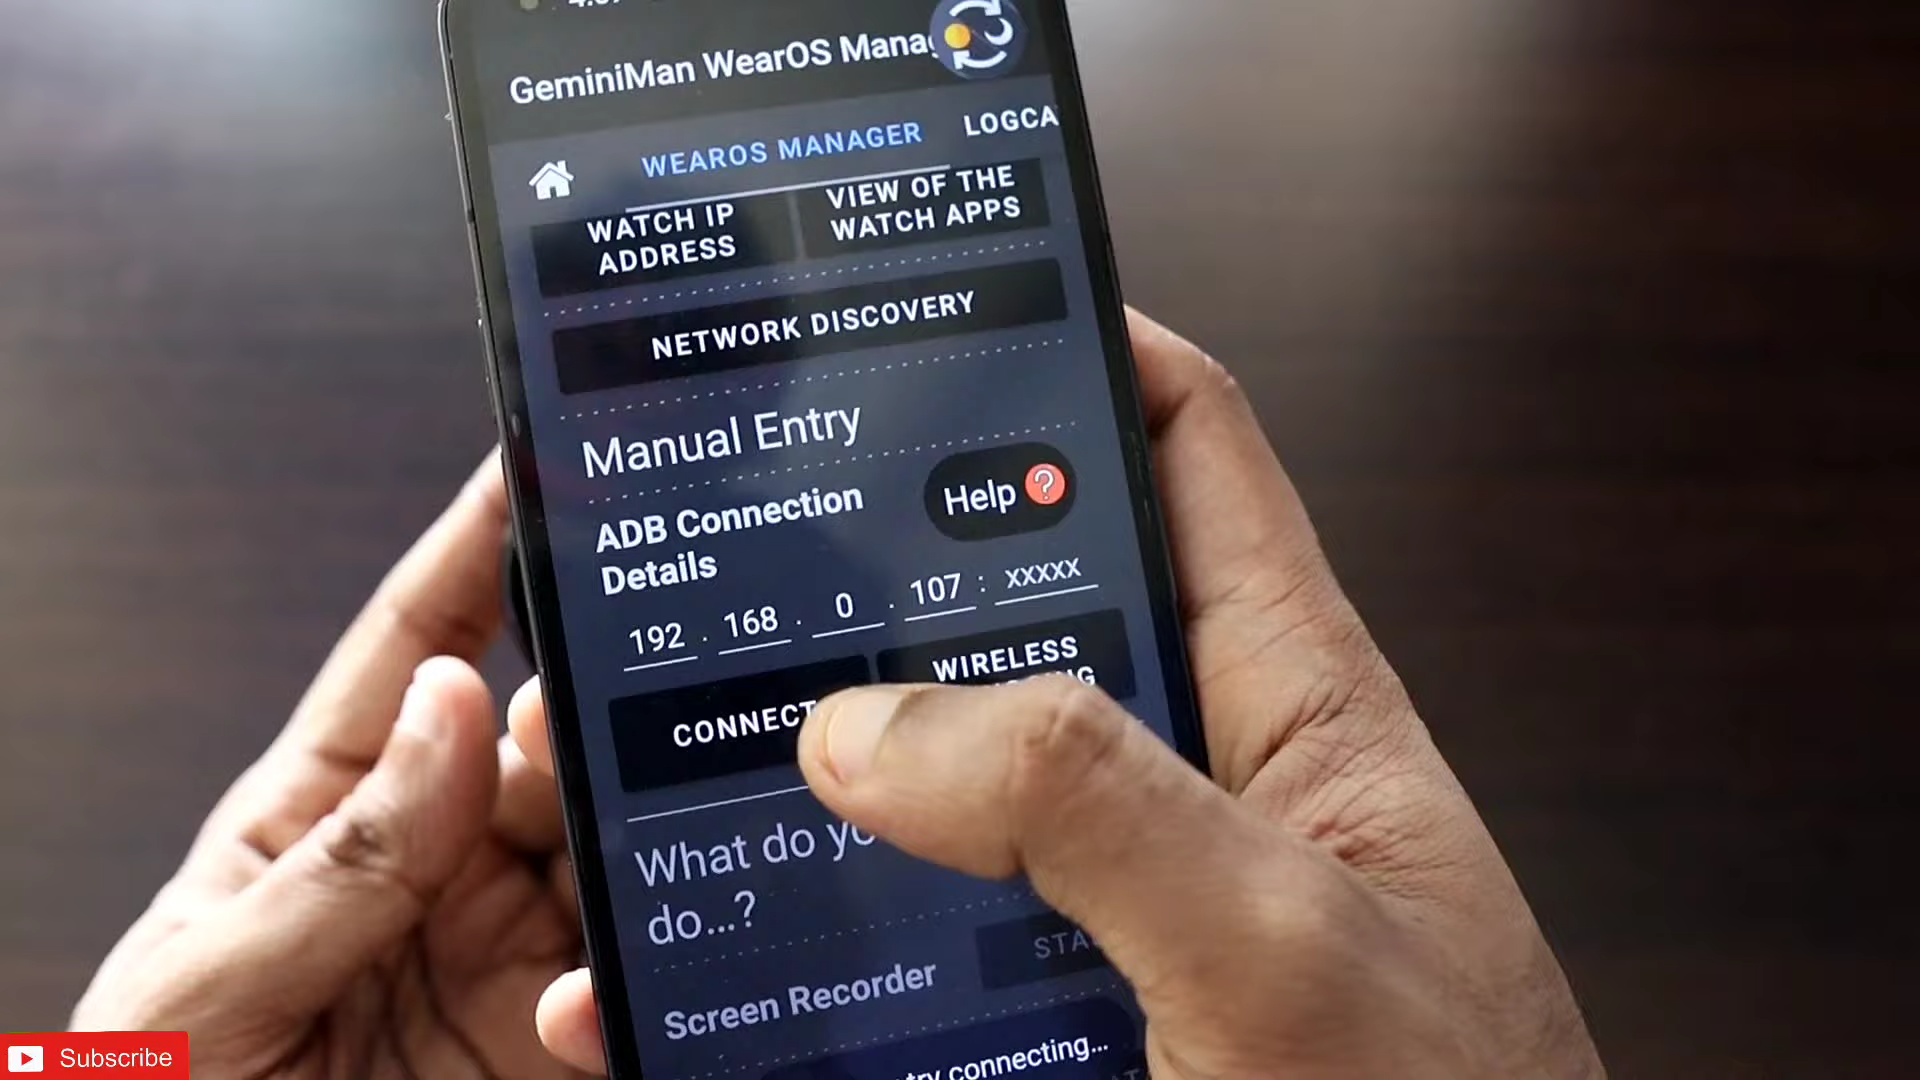 GeminiMan WearOS Mana
WEAROS MANAGER
LOGCA
WATCH IP
ADDRESS
VIEW OF THE
WATCH APPS
NETWORK DISCOVERY
Manual Entry
ADB Connection
Details
Help ?
192 . 168 . 0 . 107 : xxxxx
CONNECT
WIRELESS
What do yo
do...?
STA
Screen Recorder
try connecting...
Subscribe